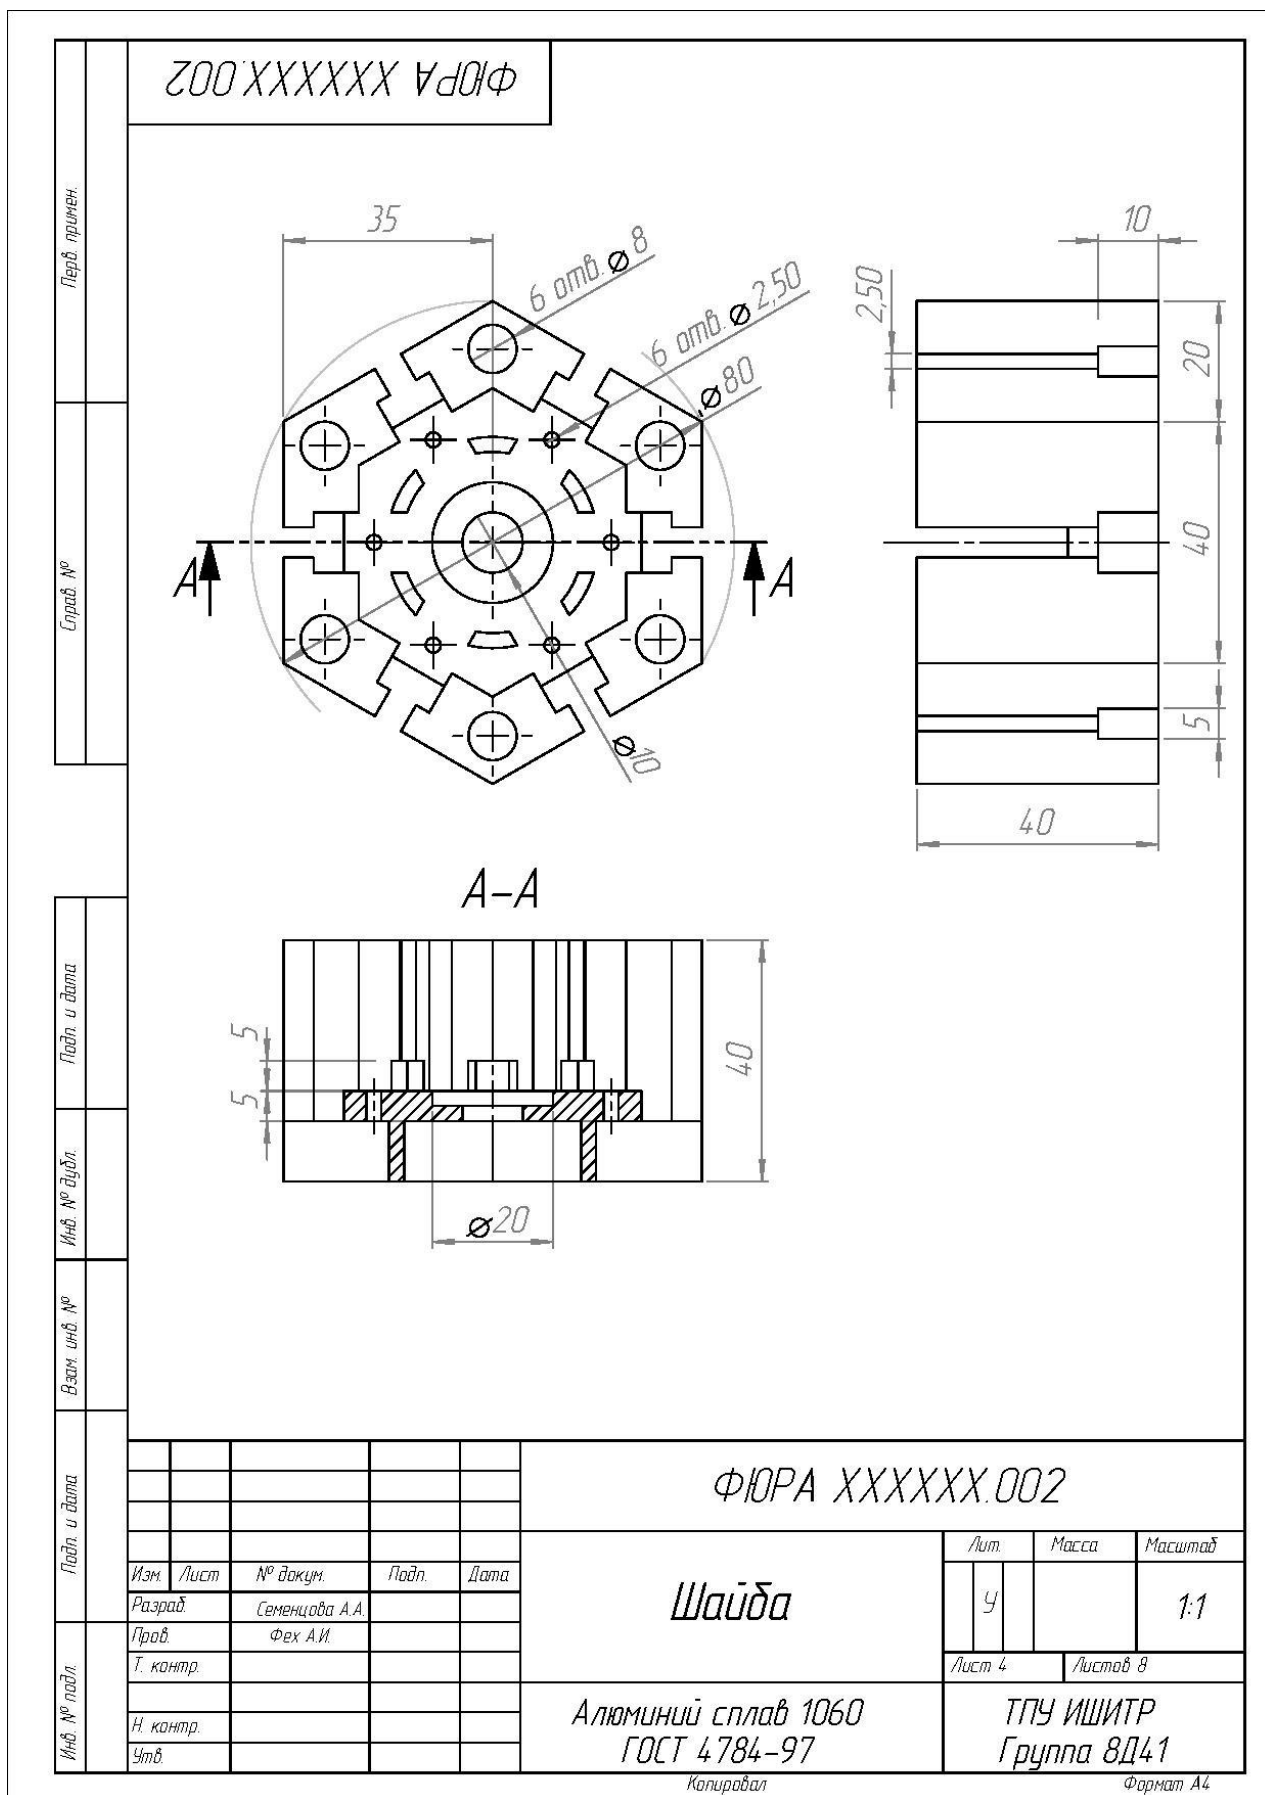 ФЮРА XXXXXX.002
Перв. примен.
Справ. №
Подп. и дата
Инв. № дубл.
Взам. инв. №
Подп. и дата
Инв. № подл.
35
6 отв. ⌀ 8
6 отв. ⌀ 2,50
⌀80
⌀10
А
А
10
2,50
20
40
5
40
А-А
5
5
40
⌀20
ФЮРА XXXXXX.002
Изм. Лист № докум. Подп. Дата
Разраб. Семенцова А.А.
Пров. Фех А.И.
Т. контр.
Н. контр.
Утв.
Шайба
Лит. Масса Масштаб
У 1:1
Лист 4 Листов 8
Алюминий сплав 1060
ГОСТ 4784-97
ТПУ ИШИТР
Группа 8Д41
Копировал Формат А4